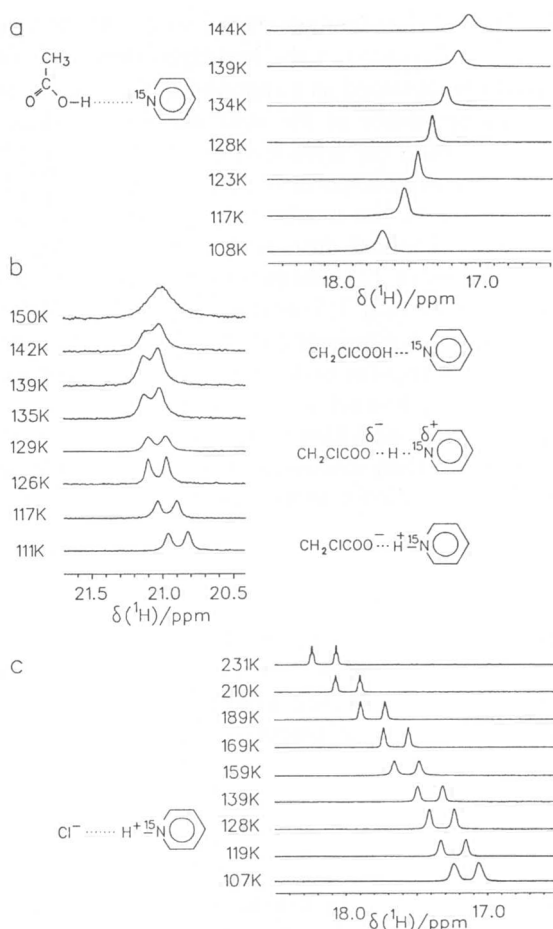 a
CH3
C
O
O-H
15N
144K
139K
134K
128K
123K
117K
108K
18.0
17.0
δ(¹H)/ppm
b
150K
142K
139K
135K
129K
126K
117K
111K
21.5
21.0
20.5
δ(¹H)/ppm
CH₂ClCOOH---¹⁵N
δ⁻ δ⁺
CH₂ClCOO··H··¹⁵N
CH₂ClCOO⁻··H⁺-¹⁵N
c
231K
210K
189K
169K
159K
139K
128K
119K
107K
Cl⁻······H⁺-¹⁵N
18.0
17.0
δ(¹H)/ppm